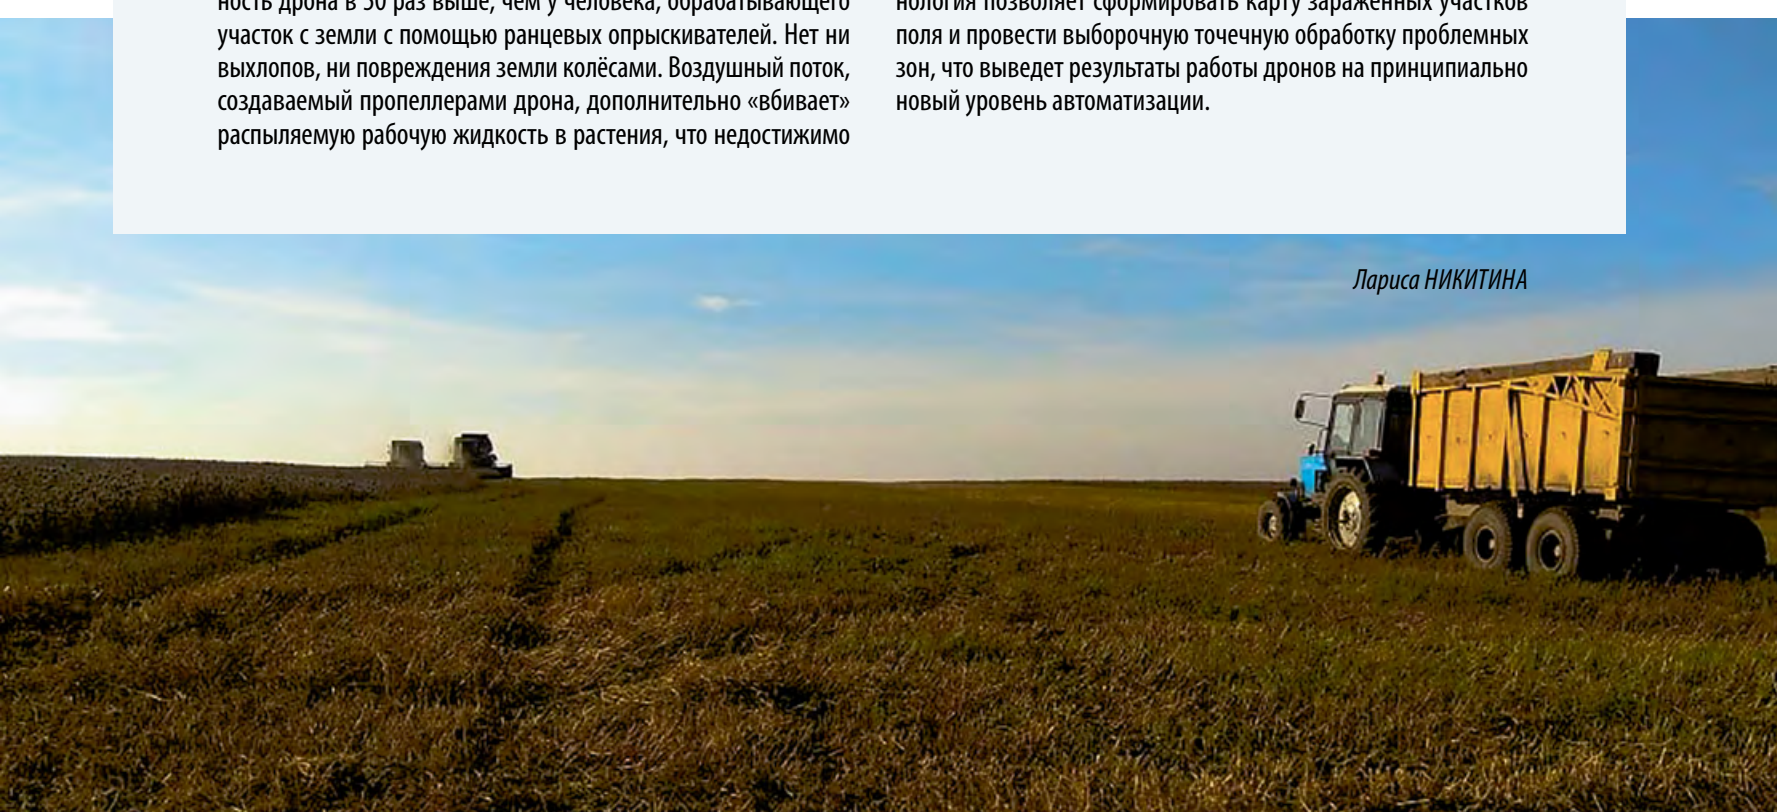 ность дрона в 50 раз выше, чем у человека, обрабатывающего
участок с земли с помощью ранцевых опрыскивателей. Нет ни
выхлопов, ни повреждения земли колёсами. Воздушный поток,
создаваемый пропеллерами дрона, дополнительно «вбивает»
распыляемую рабочую жидкость в растения, что недостижимо
нология позволяет сформировать карту зараженных участков
поля и провести выборочную точечную обработку проблемных
зон, что выведет результаты работы дронов на принципиально
новый уровень автоматизации.
Лариса НИКИТИНА